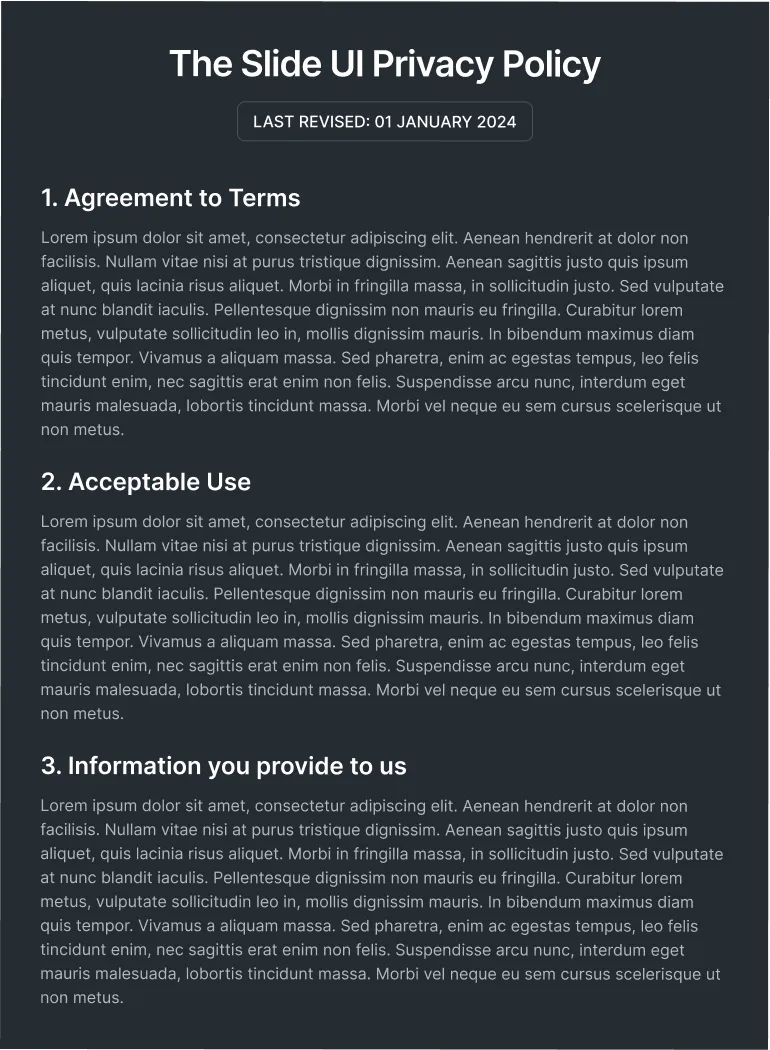 The Slide UI Privacy Policy
LAST REVISED: 01 JANUARY 2024
1. Agreement to Terms
Lorem ipsum dolor sit amet, consectetur adipiscing elit. Aenean hendrerit at dolor non
facilisis. Nullam vitae nisi at purus tristique dignissim. Aenean sagittis justo quis ipsum
aliquet, quis lacinia risus aliquet. Morbi in fringilla massa, in sollicitudin justo. Sed vulputate
at nunc blandit iaculis. Pellentesque dignissim non mauris eu fringilla. Curabitur lorem
metus, vulputate sollicitudin leo in, mollis dignissim mauris. In bibendum maximus diam
quis tempor. Vivamus a aliquam massa. Sed pharetra, enim ac egestas tempus, leo felis
tincidunt enim, nec sagittis erat enim non felis. Suspendisse arcu nunc, interdum eget
mauris malesuada, lobortis tincidunt massa. Morbi vel neque eu sem cursus scelerisque ut
non metus.
2. Acceptable Use
Lorem ipsum dolor sit amet, consectetur adipiscing elit. Aenean hendrerit at dolor non
facilisis. Nullam vitae nisi at purus tristique dignissim. Aenean sagittis justo quis ipsum
aliquet, quis lacinia risus aliquet. Morbi in fringilla massa, in sollicitudin justo. Sed vulputate
at nunc blandit iaculis. Pellentesque dignissim non mauris eu fringilla. Curabitur lorem
metus, vulputate sollicitudin leo in, mollis dignissim mauris. In bibendum maximus diam
quis tempor. Vivamus a aliquam massa. Sed pharetra, enim ac egestas tempus, leo felis
tincidunt enim, nec sagittis erat enim non felis. Suspendisse arcu nunc, interdum eget
mauris malesuada, lobortis tincidunt massa. Morbi vel neque eu sem cursus scelerisque ut
non metus.
3. Information you provide to us
Lorem ipsum dolor sit amet, consectetur adipiscing elit. Aenean hendrerit at dolor non
facilisis. Nullam vitae nisi at purus tristique dignissim. Aenean sagittis justo quis ipsum
aliquet, quis lacinia risus aliquet. Morbi in fringilla massa, in sollicitudin justo. Sed vulputate
at nunc blandit iaculis. Pellentesque dignissim non mauris eu fringilla. Curabitur lorem
metus, vulputate sollicitudin leo in, mollis dignissim mauris. In bibendum maximus diam
quis tempor. Vivamus a aliquam massa. Sed pharetra, enim ac egestas tempus, leo felis
tincidunt enim, nec sagittis erat enim non felis. Suspendisse arcu nunc, interdum eget
mauris malesuada, lobortis tincidunt massa. Morbi vel neque eu sem cursus scelerisque ut
non metus.